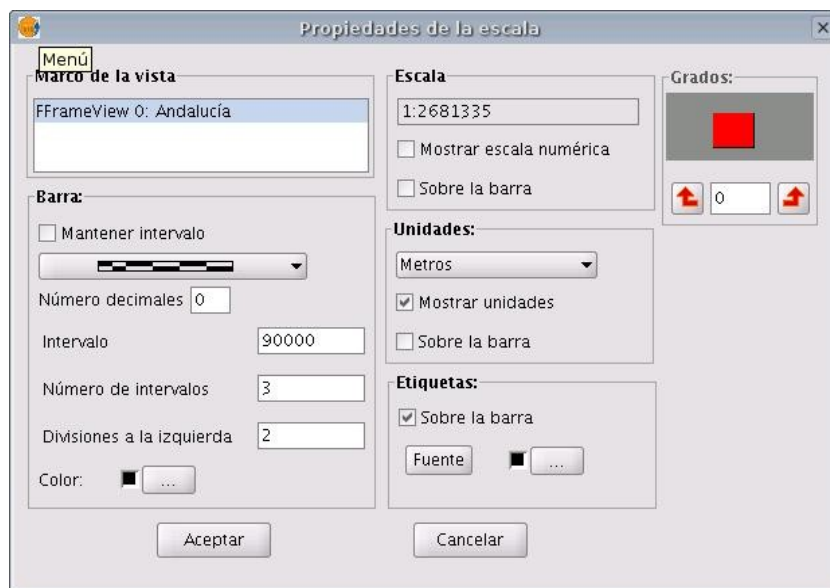 Propiedades de la escala
Menú
Marco de la vista
FFrameView 0: Andalucía
Barra:
Mantener intervalo
Número decimales 0
Intervalo 90000
Número de intervalos 3
Divisiones a la izquierda 2
Color: ...
Escala
1:2681335
Mostrar escala numérica
Sobre la barra
Unidades:
Metros
Mostrar unidades
Sobre la barra
Etiquetas:
Sobre la barra
Fuente ...
Grados:
0
Aceptar
Cancelar